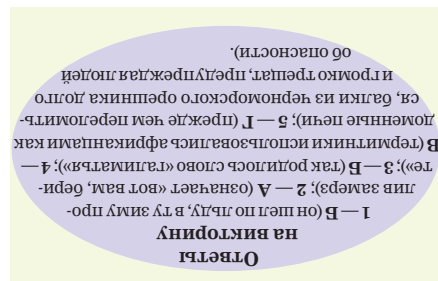 Ответы
на викторину
1 — В (он шел по льду, в ту зиму про-
лив замерз); 2 — А (означает «вот вам, бери-
те»); 3 — В (так родилось слово «галиматья»); 4 —
В (термитники использовались африканцами как
доменные печи); 5 — Г (прежде чем переломить-
ся, балки из черноморского орешника долго
и громко трещат, предупреждая людей
об опасности).